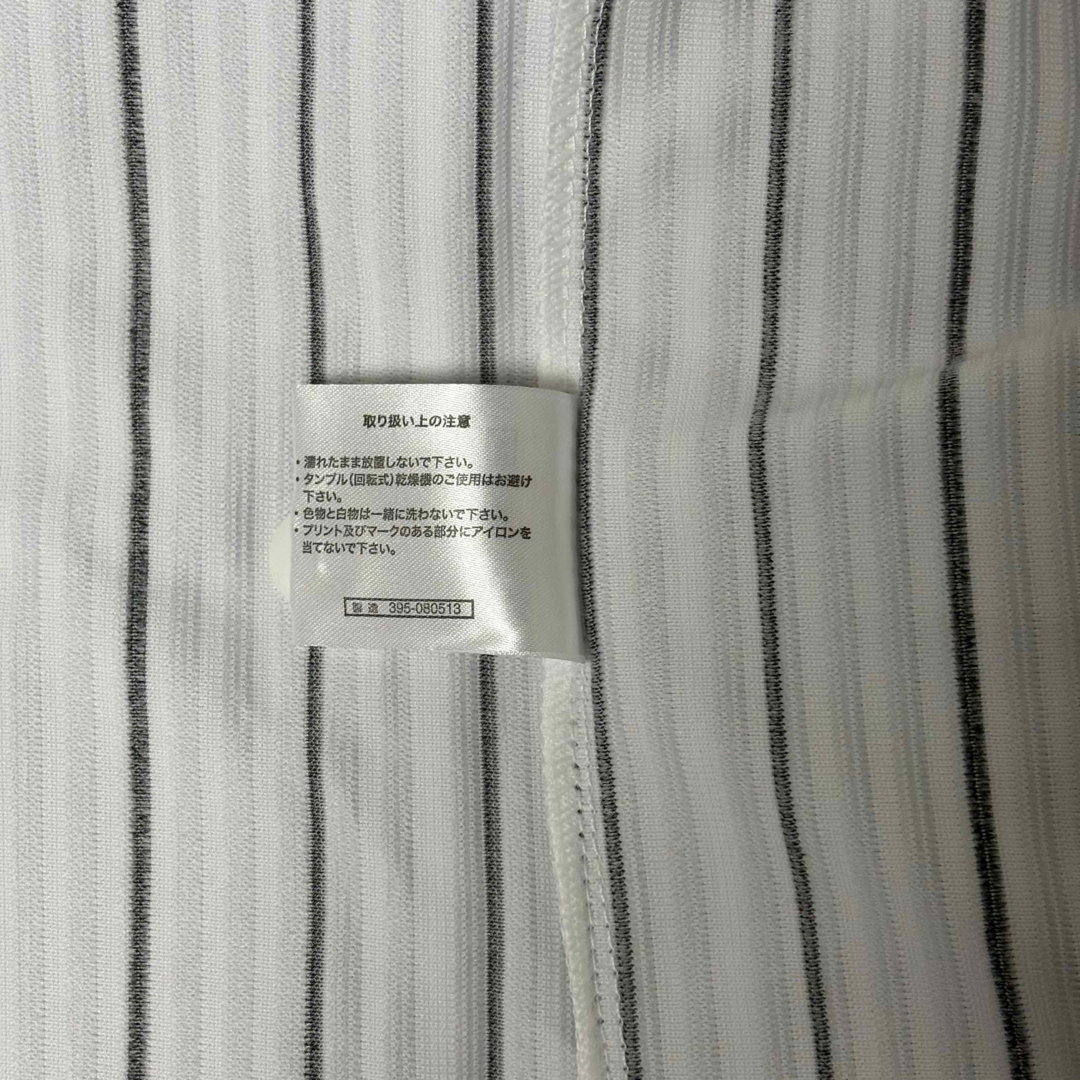 取り扱い上の注意
・濡れたまま放置しないで下さい。
・タンブル(回転式)乾燥機のご使用はお避け
下さい。
・色物と白物は一緒に洗わないで下さい。
・プリント及びマークのある部分にアイロンを
当てないで下さい。
製造 395-080513